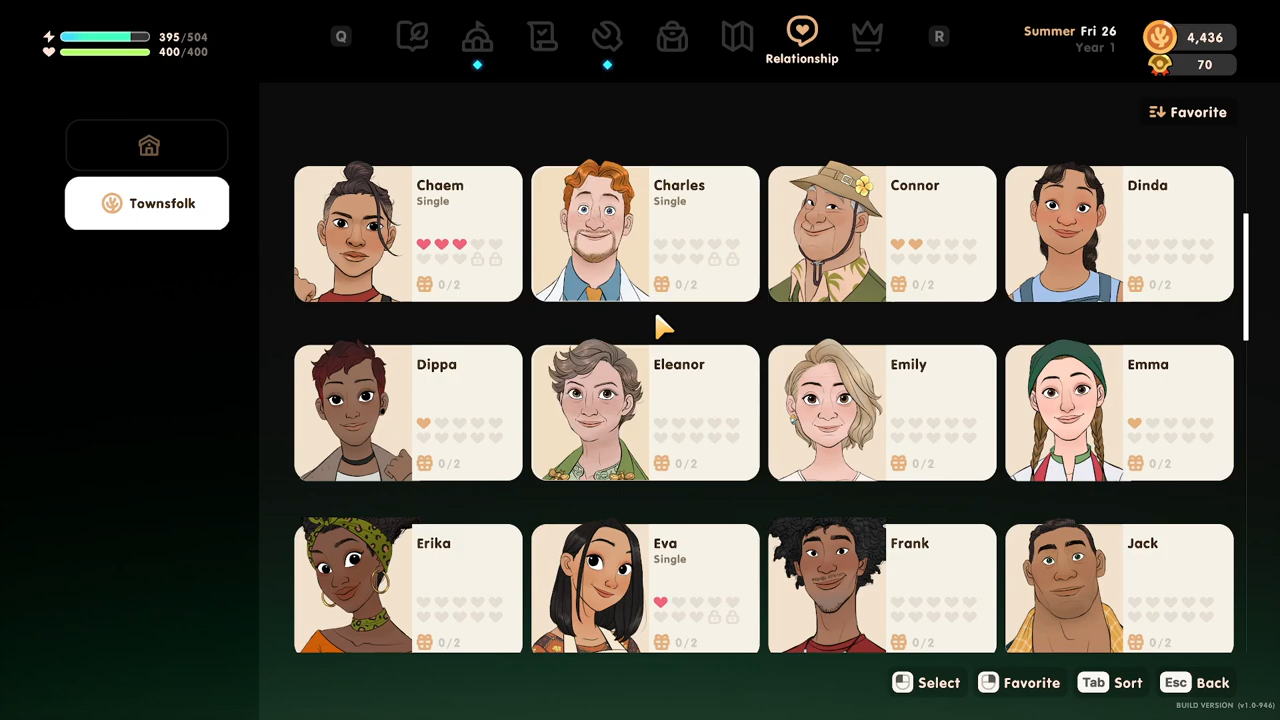 395/504
400/400
Q
Relationship
R
Summer Fri 26
Year 1
4,436
70
Favorite
Townsfolk
Chaem
Single
0/2
Charles
Single
0/2
Connor
0/2
Dinda
0/2
Dippa
0/2
Eleanor
0/2
Emily
0/2
Emma
0/2
Erika
0/2
Eva
Single
0/2
Frank
0/2
Jack
0/2
Select
Favorite
Tab Sort
Esc Back
BUILD VERSION (v1.0-946)